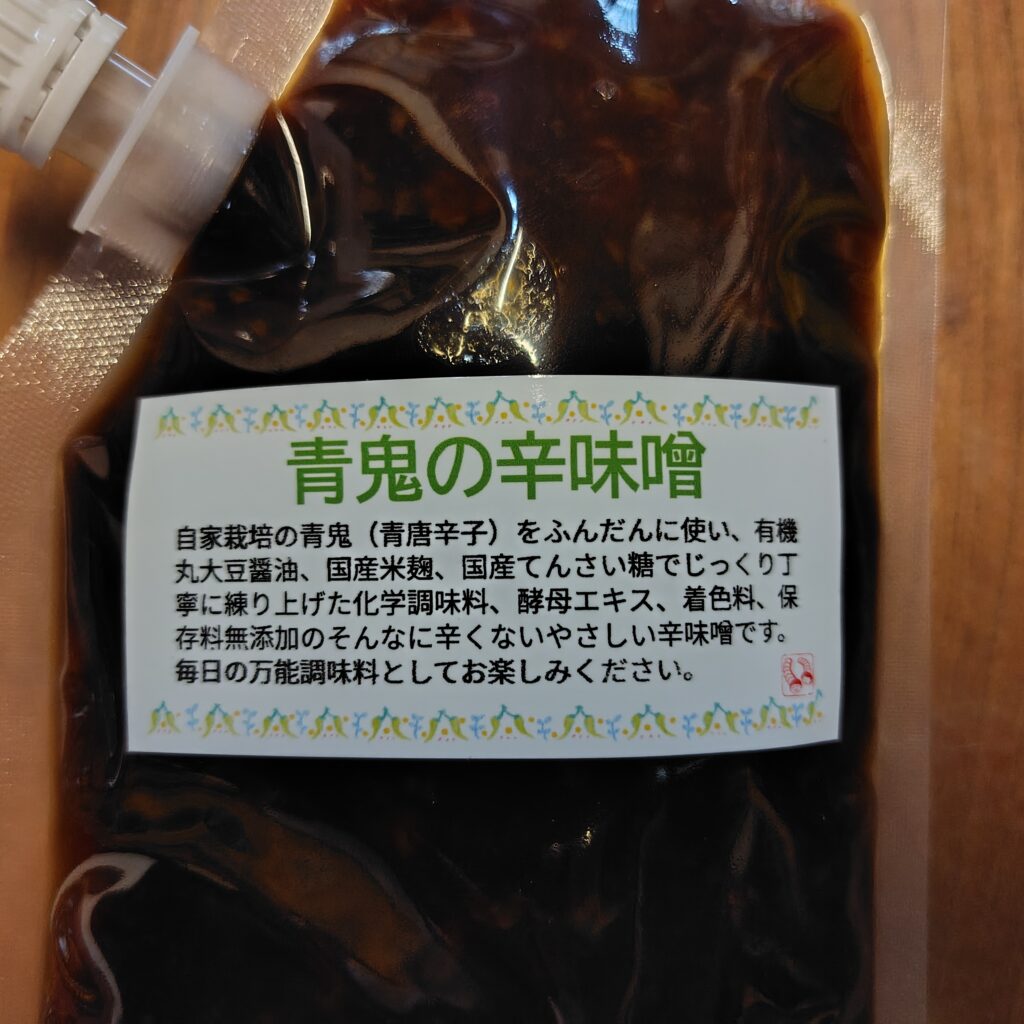 青鬼の辛味噌
自家栽培の青鬼（青唐辛子）をふんだんに使い、有機
丸大豆醤油、国産米麹、国産てんさい糖でじっくり丁
寧に練り上げた化学調味料、酵母エキス、着色料、保
存料無添加のそんなに辛くないやさしい辛味噌です。
毎日の万能調味料としてお楽しみください。